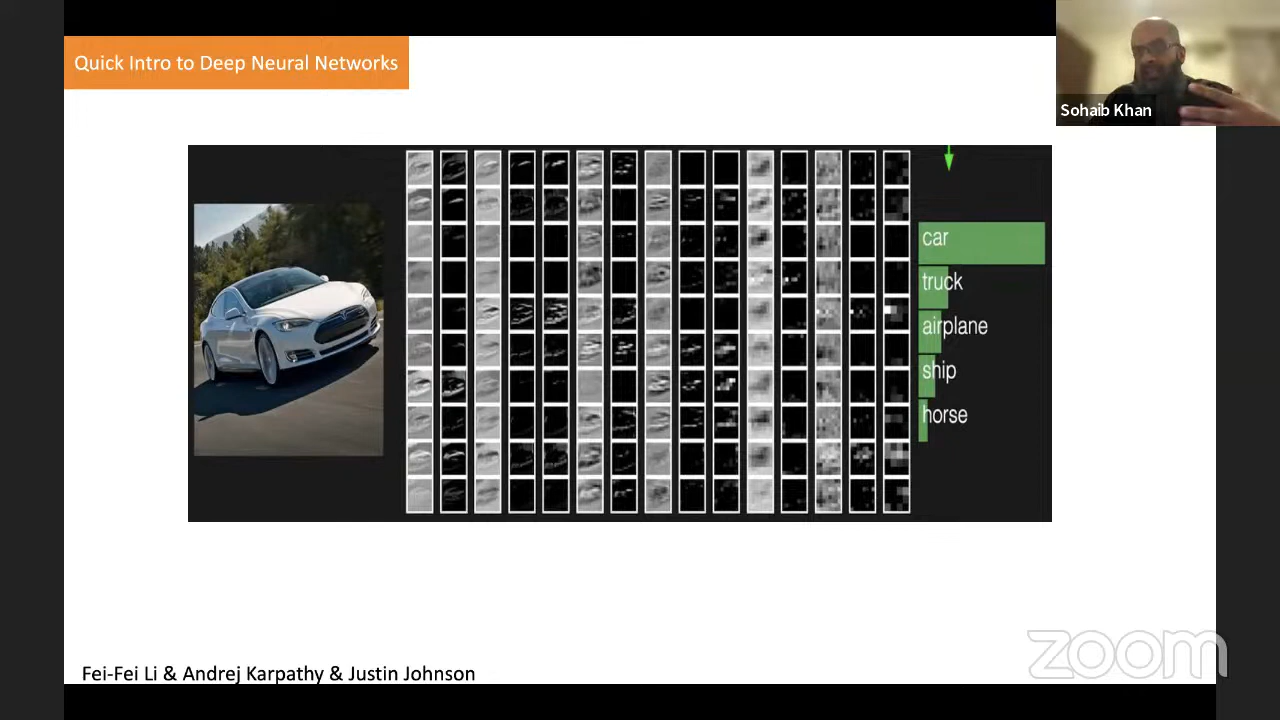 Quick Intro to Deep Neural Networks
Sohaib Khan
car
truck
airplane
ship
horse
Fei-Fei Li & Andrej Karpathy & Justin Johnson
zoom